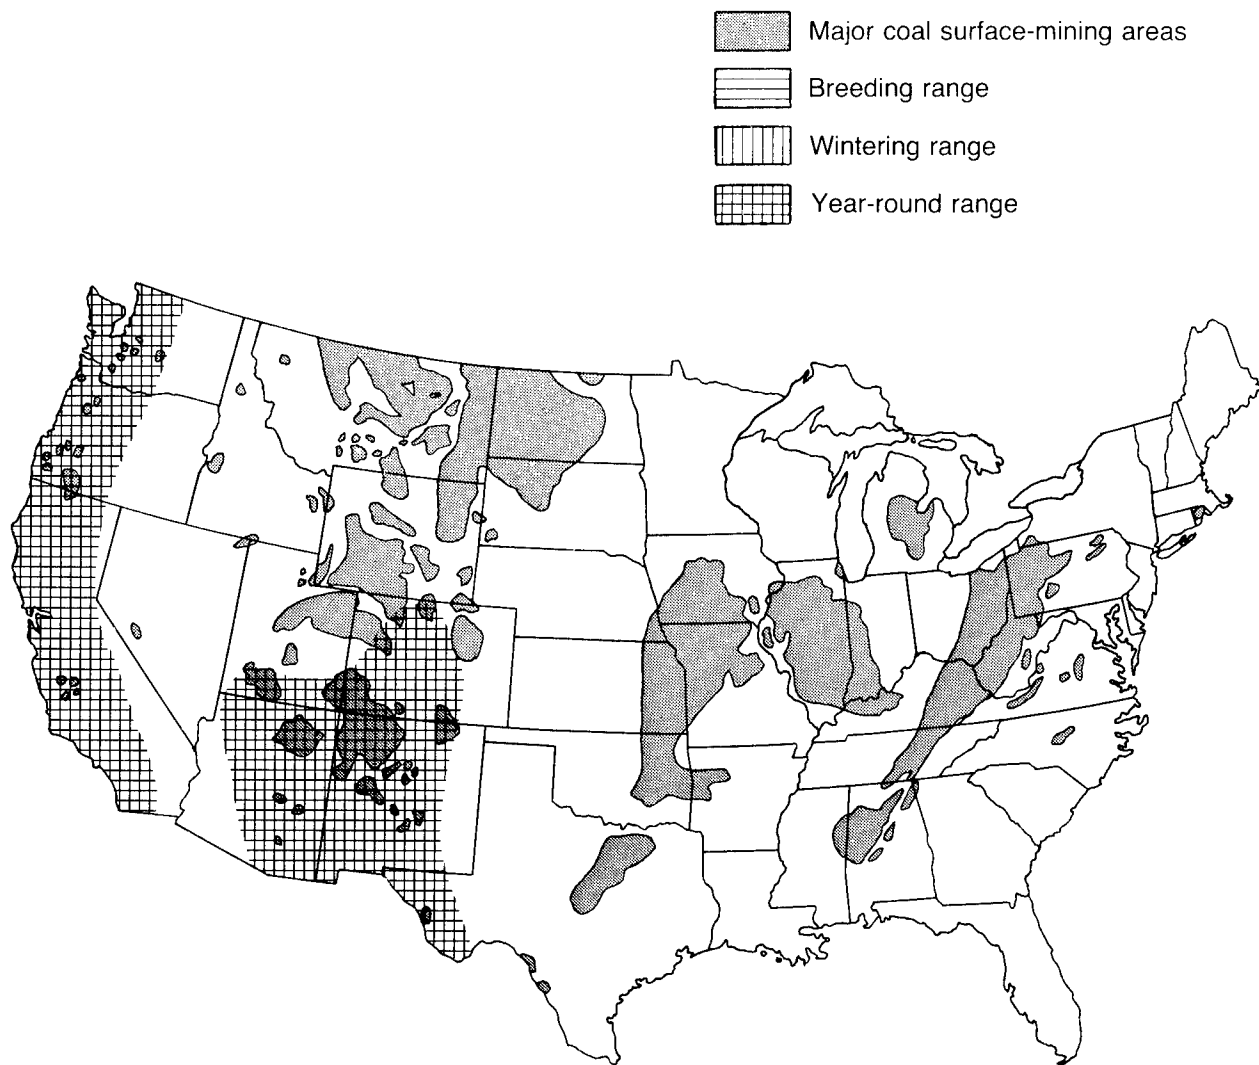 Major coal surface-mining areas
Breeding range
Wintering range
Year-round range